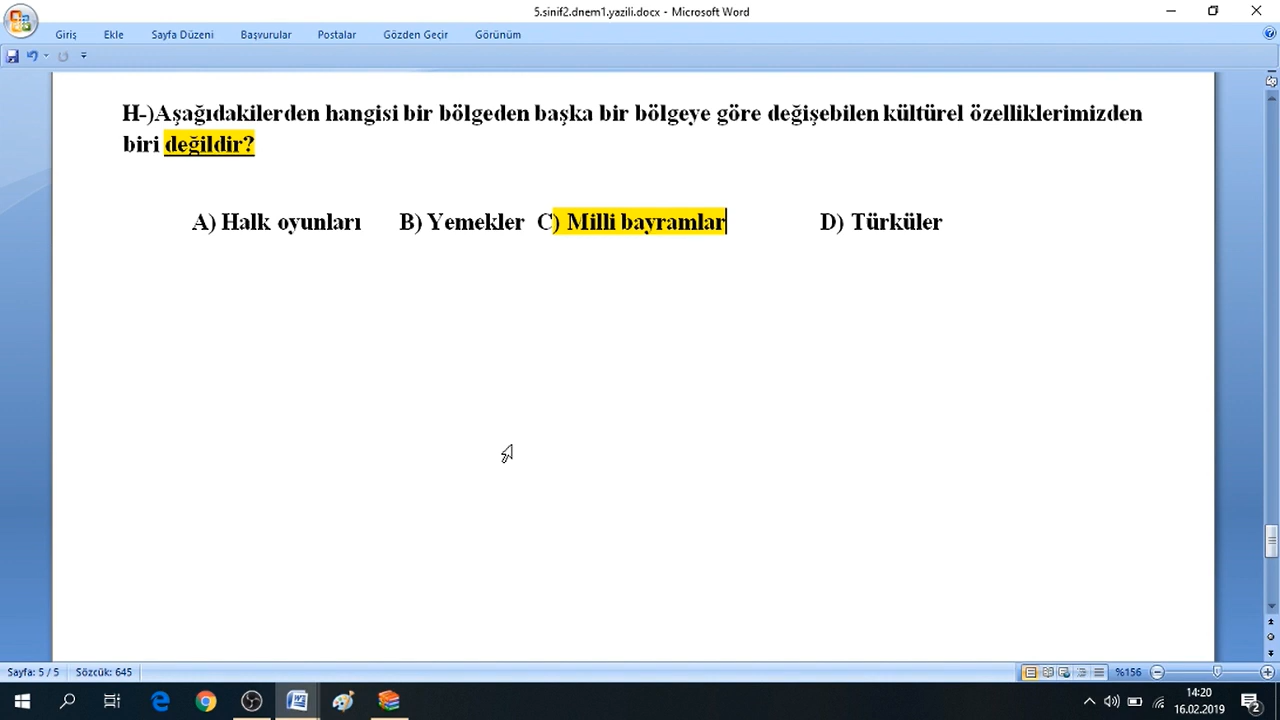 5.sinif2.dnem1.yazili.docx - Microsoft Word
Giriş Ekle Sayfa Düzeni Başvurular Postalar Gözden Geçir Görünüm
H-)Aşağıdakilerden hangisi bir bölgeden başka bir bölgeye göre değişebilen kültürel özelliklerimizden
biri değildir?
A) Halk oyunları B) Yemekler C) Milli bayramlar D) Türküler
Sayfa: 5 / 5 Sözcük: 645 %156
14:20
16.02.2019
2